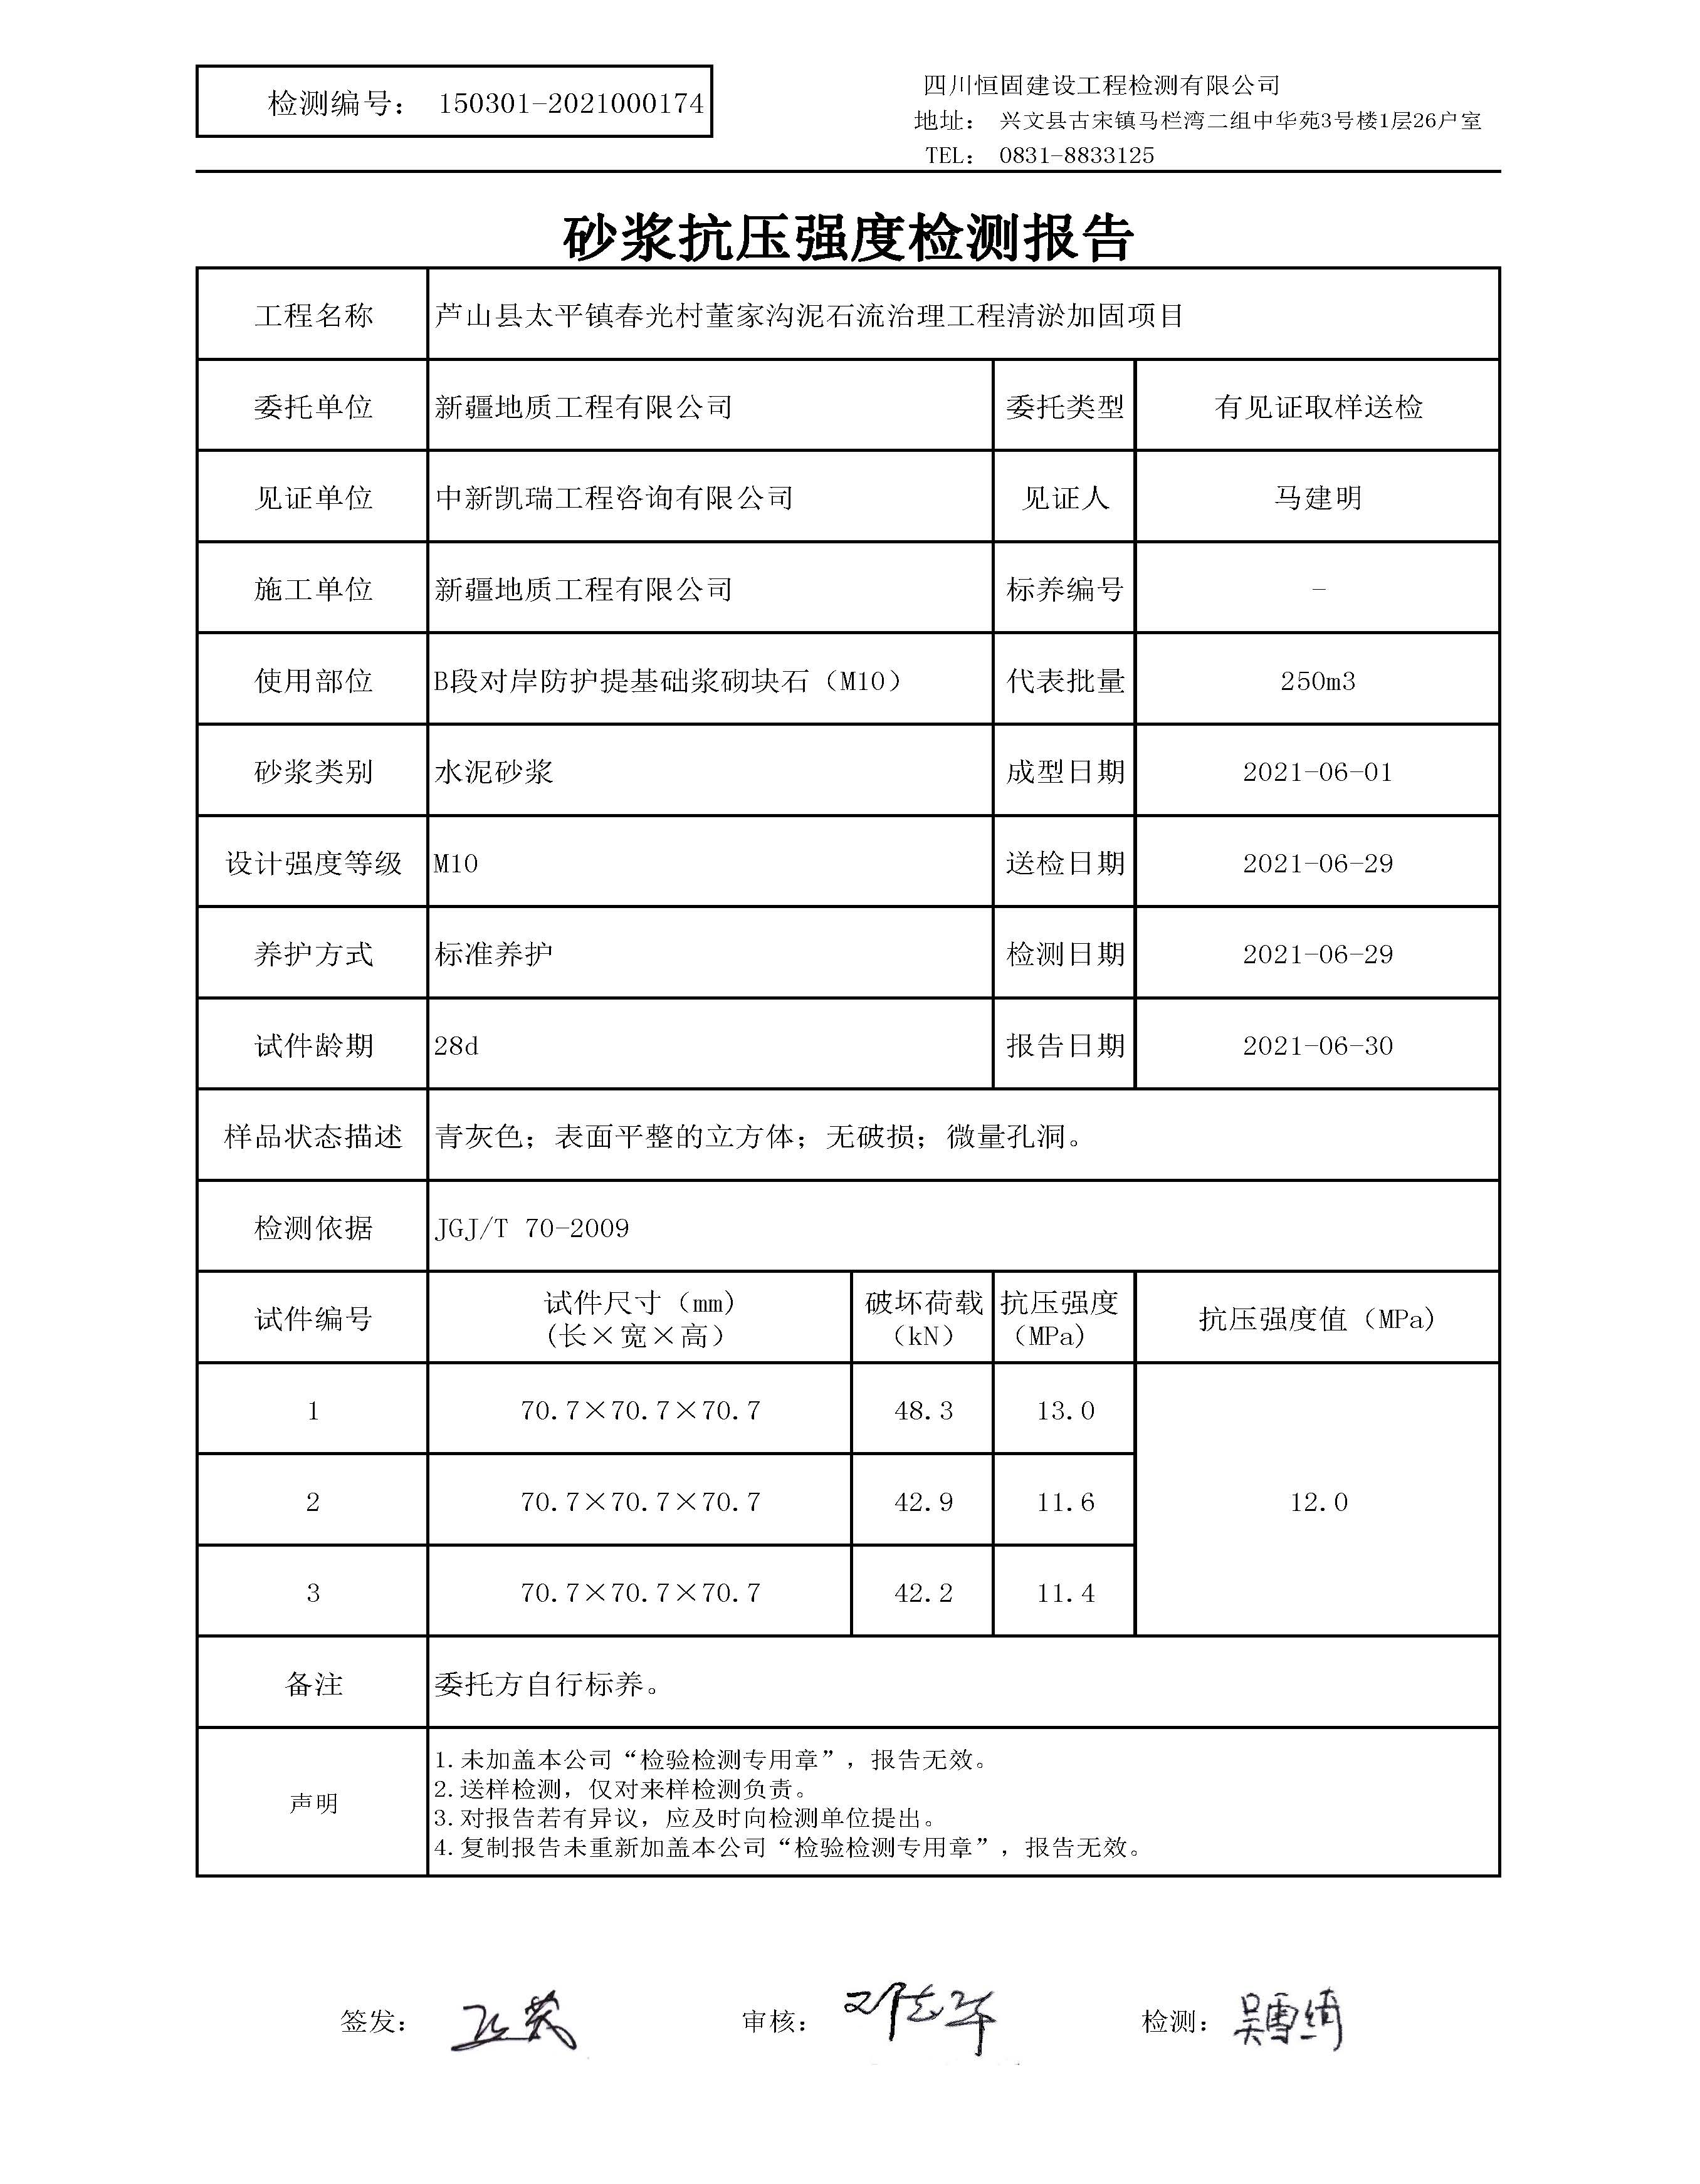 检测编号： 150301-2021000174
四川恒固建设工程检测有限公司
地址： 兴文县古宋镇马栏湾二组中华苑3号楼1层26户室
TEL： 0831-8833125
砂浆抗压强度检测报告
工程名称 芦山县太平镇春光村董家沟泥石流治理工程清淤加固项目
委托单位 新疆地质工程有限公司 委托类型 有见证取样送检
见证单位 中新凯瑞工程咨询有限公司 见证人 马建明
施工单位 新疆地质工程有限公司 标养编号 -
使用部位 B段对岸防护提基础浆砌块石（M10） 代表批量 250m3
砂浆类别 水泥砂浆 成型日期 2021-06-01
设计强度等级 M10 送检日期 2021-06-29
养护方式 标准养护 检测日期 2021-06-29
试件龄期 28d 报告日期 2021-06-30
样品状态描述 青灰色；表面平整的立方体；无破损；微量孔洞。
检测依据 JGJ/T 70-2009
试件编号 试件尺寸（mm) (长×宽×高） 破坏荷载（kN） 抗压强度（MPa) 抗压强度值（MPa)
1 70.7×70.7×70.7 48.3 13.0
2 70.7×70.7×70.7 42.9 11.6 12.0
3 70.7×70.7×70.7 42.2 11.4
备注 委托方自行标养。
声明
1.未加盖本公司“检验检测专用章”，报告无效。
2.送样检测，仅对来样检测负责。
3.对报告若有异议，应及时向检测单位提出。
4.复制报告未重新加盖本公司“检验检测专用章”，报告无效。
签发： 审核： 检测：吴雪绮